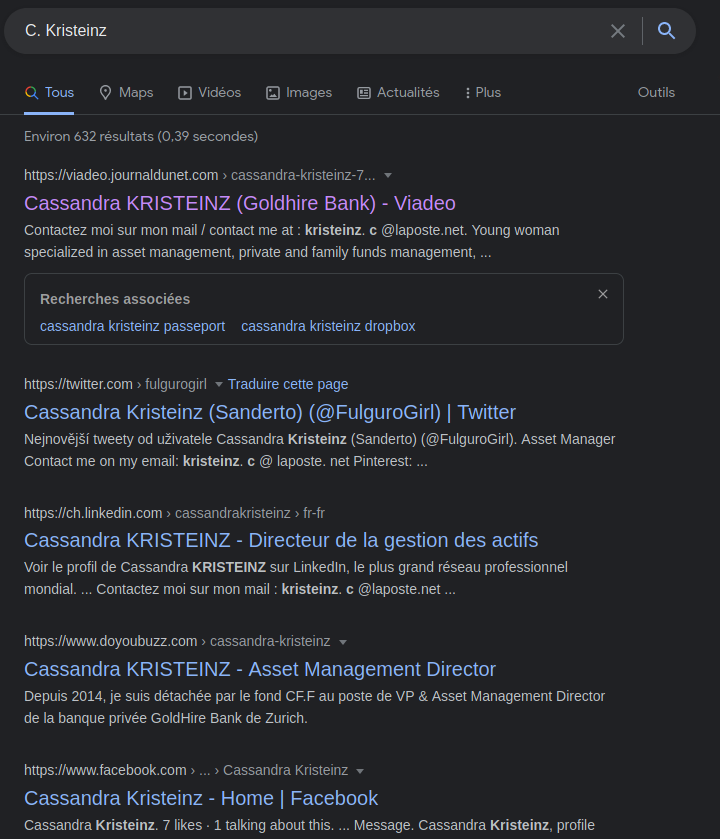 C. Kristeinz
Tous Maps Vidéos Images Actualités Plus Outils
Environ 632 résultats (0,39 secondes)
https://viadeo.journaldunet.com › cassandra-kristeinz-7...
Cassandra KRISTEINZ (Goldhire Bank) - Viadeo
Contactez moi sur mon mail / contact me at : kristeinz. c @laposte.net. Young woman
specialized in asset management, private and family funds management, ...
Recherches associées
cassandra kristeinz passeport cassandra kristeinz dropbox
https://twitter.com › fulgurogirl Traduire cette page
Cassandra Kristeinz (Sanderto) (@FulguroGirl) | Twitter
Nejnovější tweety od uživatele Cassandra Kristeinz (Sanderto) (@FulguroGirl). Asset Manager
Contact me on my email: kristeinz. c @ laposte. net Pinterest: ...
https://ch.linkedin.com › cassandrakristeinz › fr-fr
Cassandra KRISTEINZ - Directeur de la gestion des actifs
Voir le profil de Cassandra KRISTEINZ sur LinkedIn, le plus grand réseau professionnel
mondial. ... Contactez moi sur mon mail : kristeinz. c @laposte.net ...
https://www.doyoubuzz.com › cassandra-kristeinz
Cassandra KRISTEINZ - Asset Management Director
Depuis 2014, je suis détachée par le fond CF.F au poste de VP & Asset Management Director
de la banque privée GoldHire Bank de Zurich.
https://www.facebook.com › ... › Cassandra Kristeinz
Cassandra Kristeinz - Home | Facebook
Cassandra Kristeinz. 7 likes · 1 talking about this. ... Message. Cassandra Kristeinz, profile